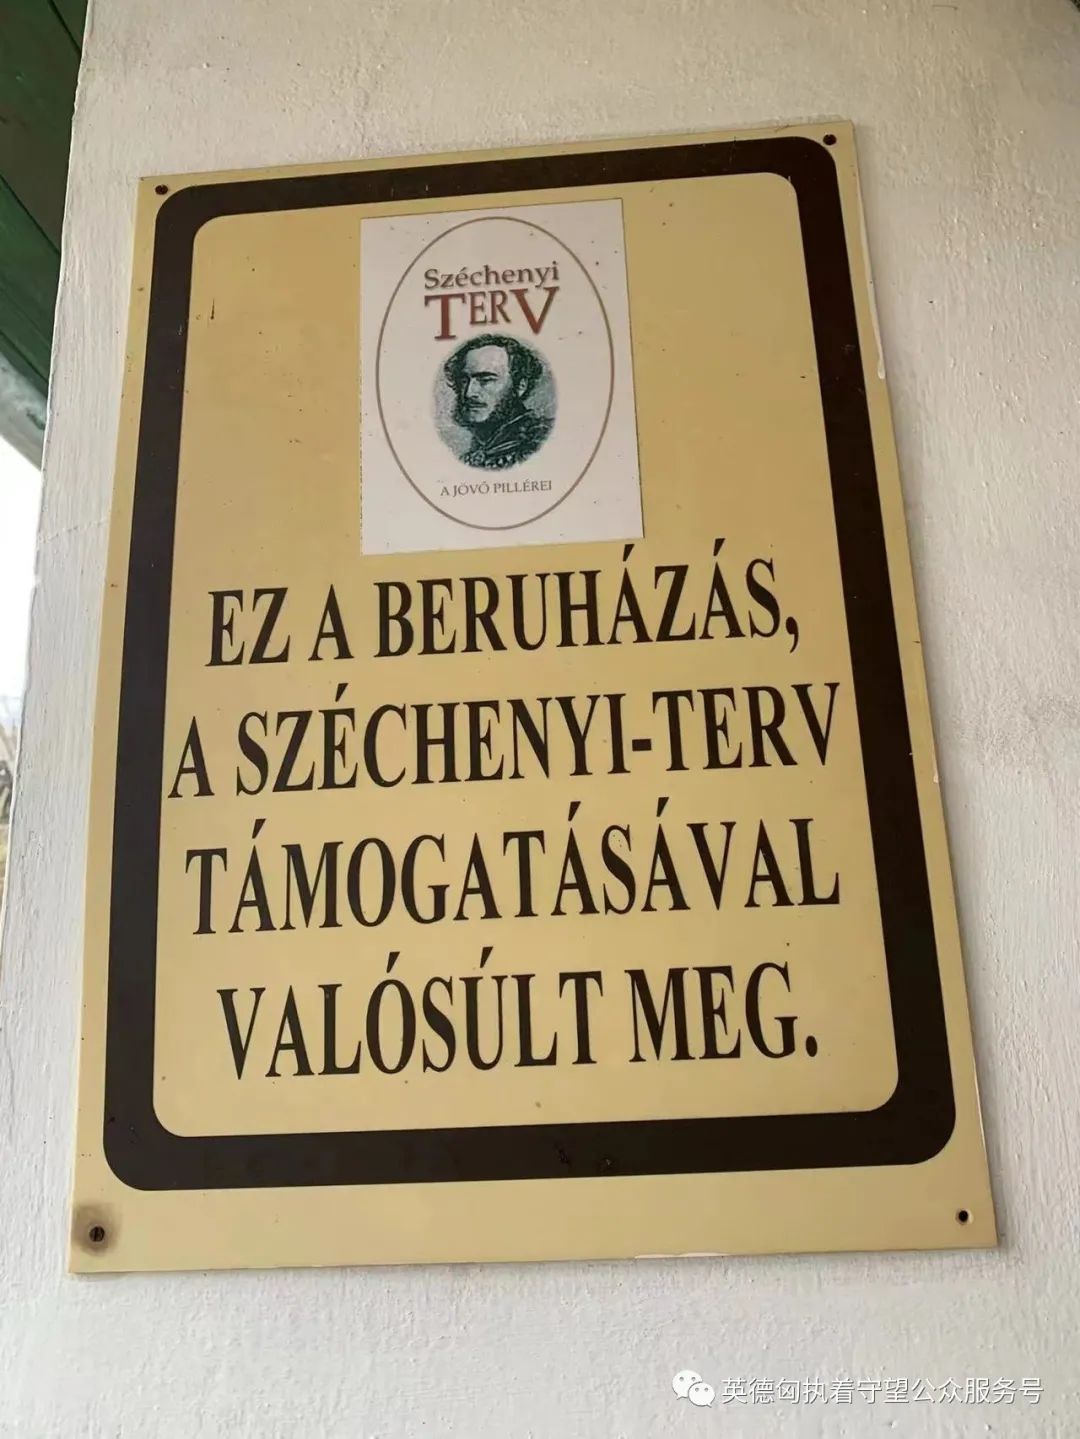 Széchenyi
TERV
A JÖVŐ PILLÉREI
EZ A BERUHÁZÁS,
A SZÉCHENYI-TERV
TÁMOGATÁSÁVAL
VALÓSÚLT MEG.
英德匈执着守望公众服务号